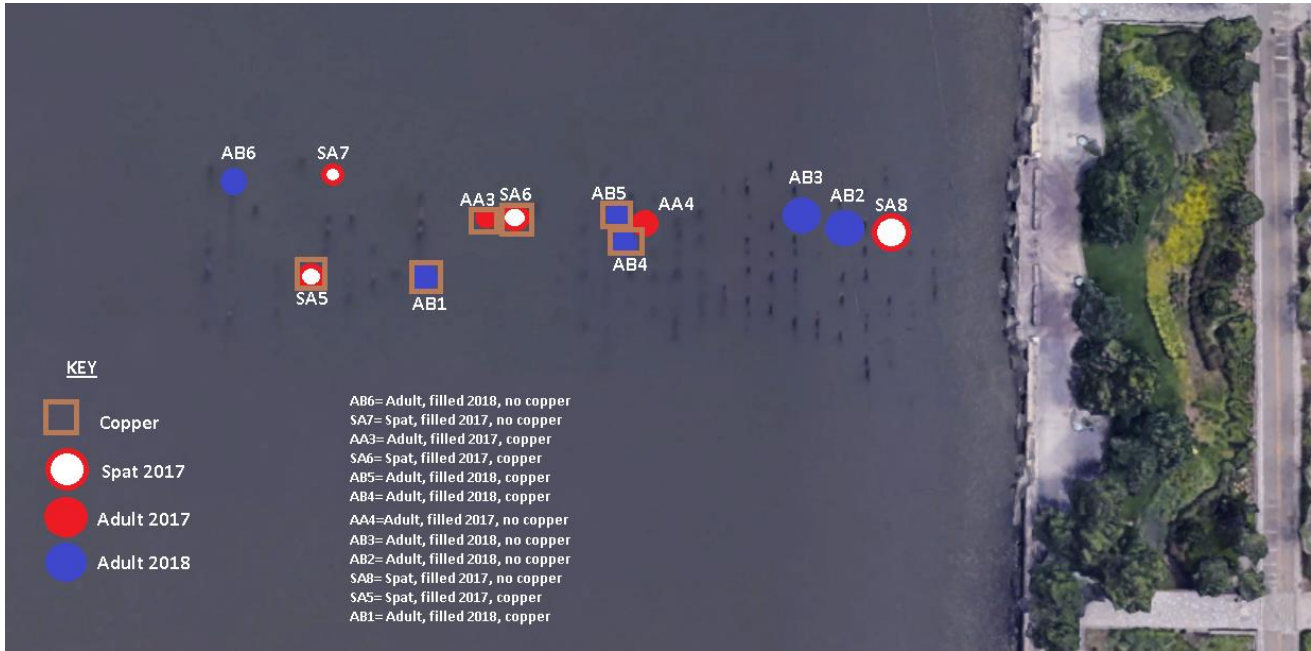 AB6
SA7
AA3
SA6
AB5
AA4
AB3
AB2
SA8
AB4
SA5
AB1
KEY
Copper
Spat 2017
Adult 2017
Adult 2018
AB6= Adult, filled 2018, no copper
SA7= Spat, filled 2017, no copper
AA3= Adult, filled 2017, copper
SA6= Spat, filled 2017, copper
AB5= Adult, filled 2018, copper
AB4= Adult, filled 2018, copper
AA4=Adult, filled 2017, no copper
AB3= Adult, filled 2018, no copper
AB2= Adult, filled 2018, no copper
SA8= Spat, filled 2017, no copper
SA5= Spat, filled 2017, copper
AB1= Adult, filled 2018, copper